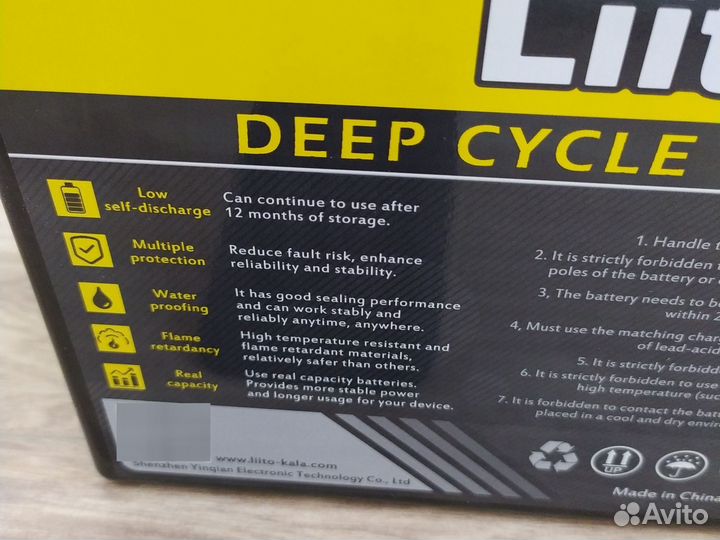 Liit
DEEP CYCLE
Low
self-discharge
Can continue to use after
12 months of storage.
Multiple
protection
Reduce fault risk, enhance
reliability and stability.
Water
proofing
It has good sealing performance
and can work stably and
reliably anytime, anywhere.
Flame
retardancy
High temperature resistant and
flame retardant materials,
relatively safer than others.
Real
capacity
Use real capacity batteries.
Provides more stable power
and longer usage for your device.
www.liito-kala.com
Shenzhen Yinqian Electronic Technology Co., Ltd
1. Handle
2. It is strictly forbidden
poles of the battery or
3, The battery needs to
within 2
4, Must use the matching
of lead-acid
5. It is strictly
6. It is strictly forbidden to use
high temperature (suc
7. It is forbidden to contact the
placed in a cool and dry
UP
Made in China
Avito